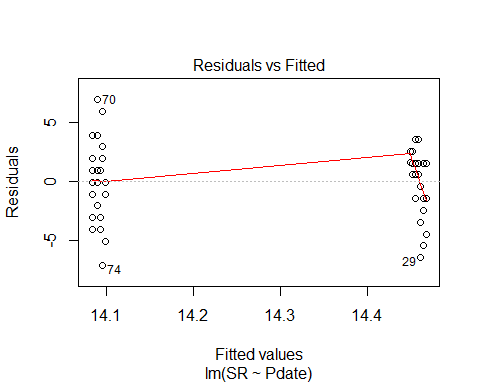 Residuals vs Fitted
Residuals
5
0
-5
70
74
29
14.1 14.2 14.3 14.4
Fitted values
lm(SR ~ Pdate)